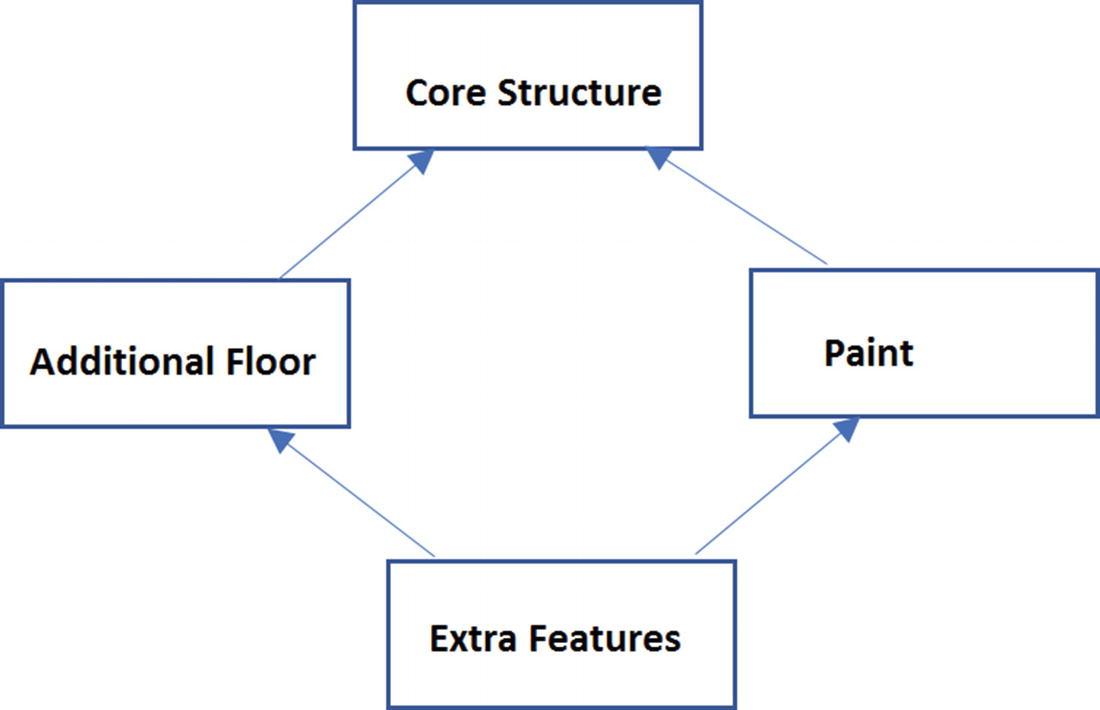 Core Structure
Additional Floor
Paint
Extra Features